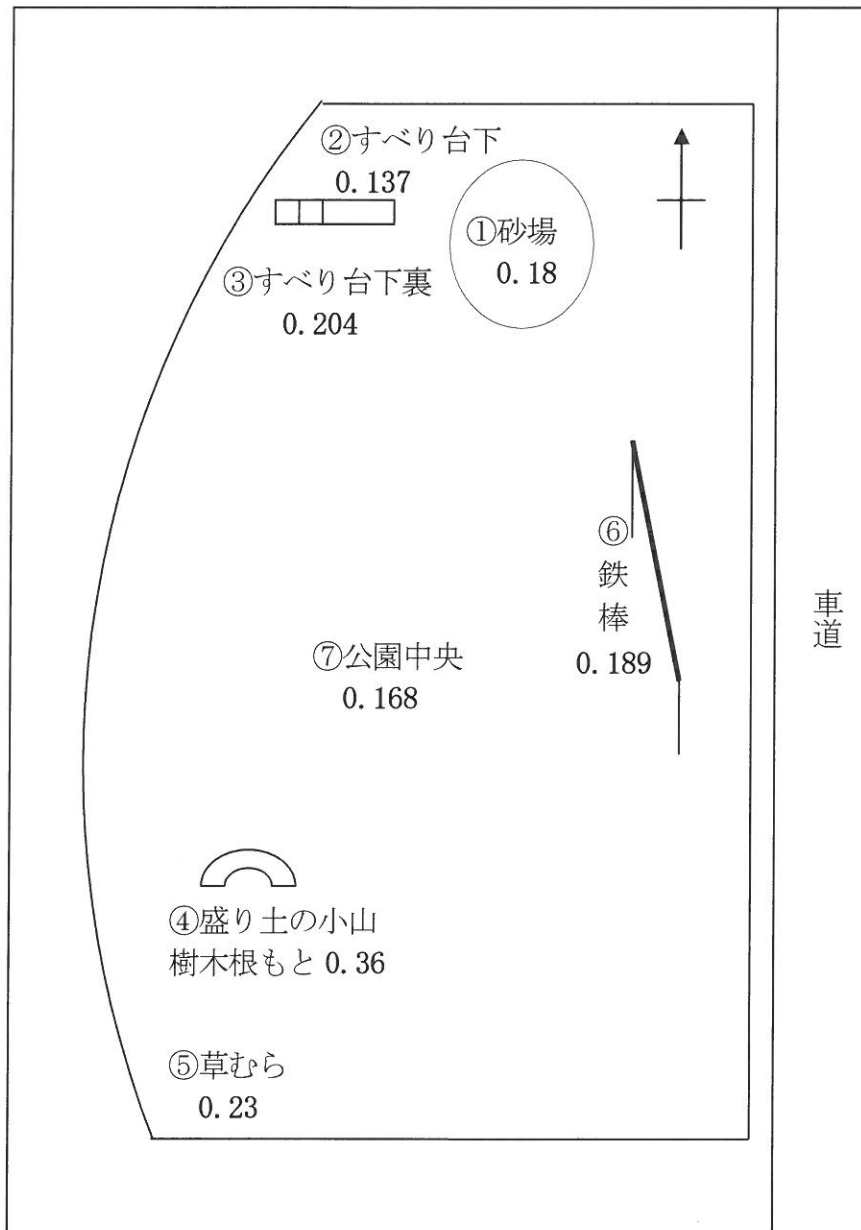 ②すべり台下
0.137
①砂場
0.18
③すべり台下裏
0.204
⑥鉄棒
0.189
車道
⑦公園中央
0.168
④盛り土の小山
樹木根もと 0.36
⑤草むら
0.23